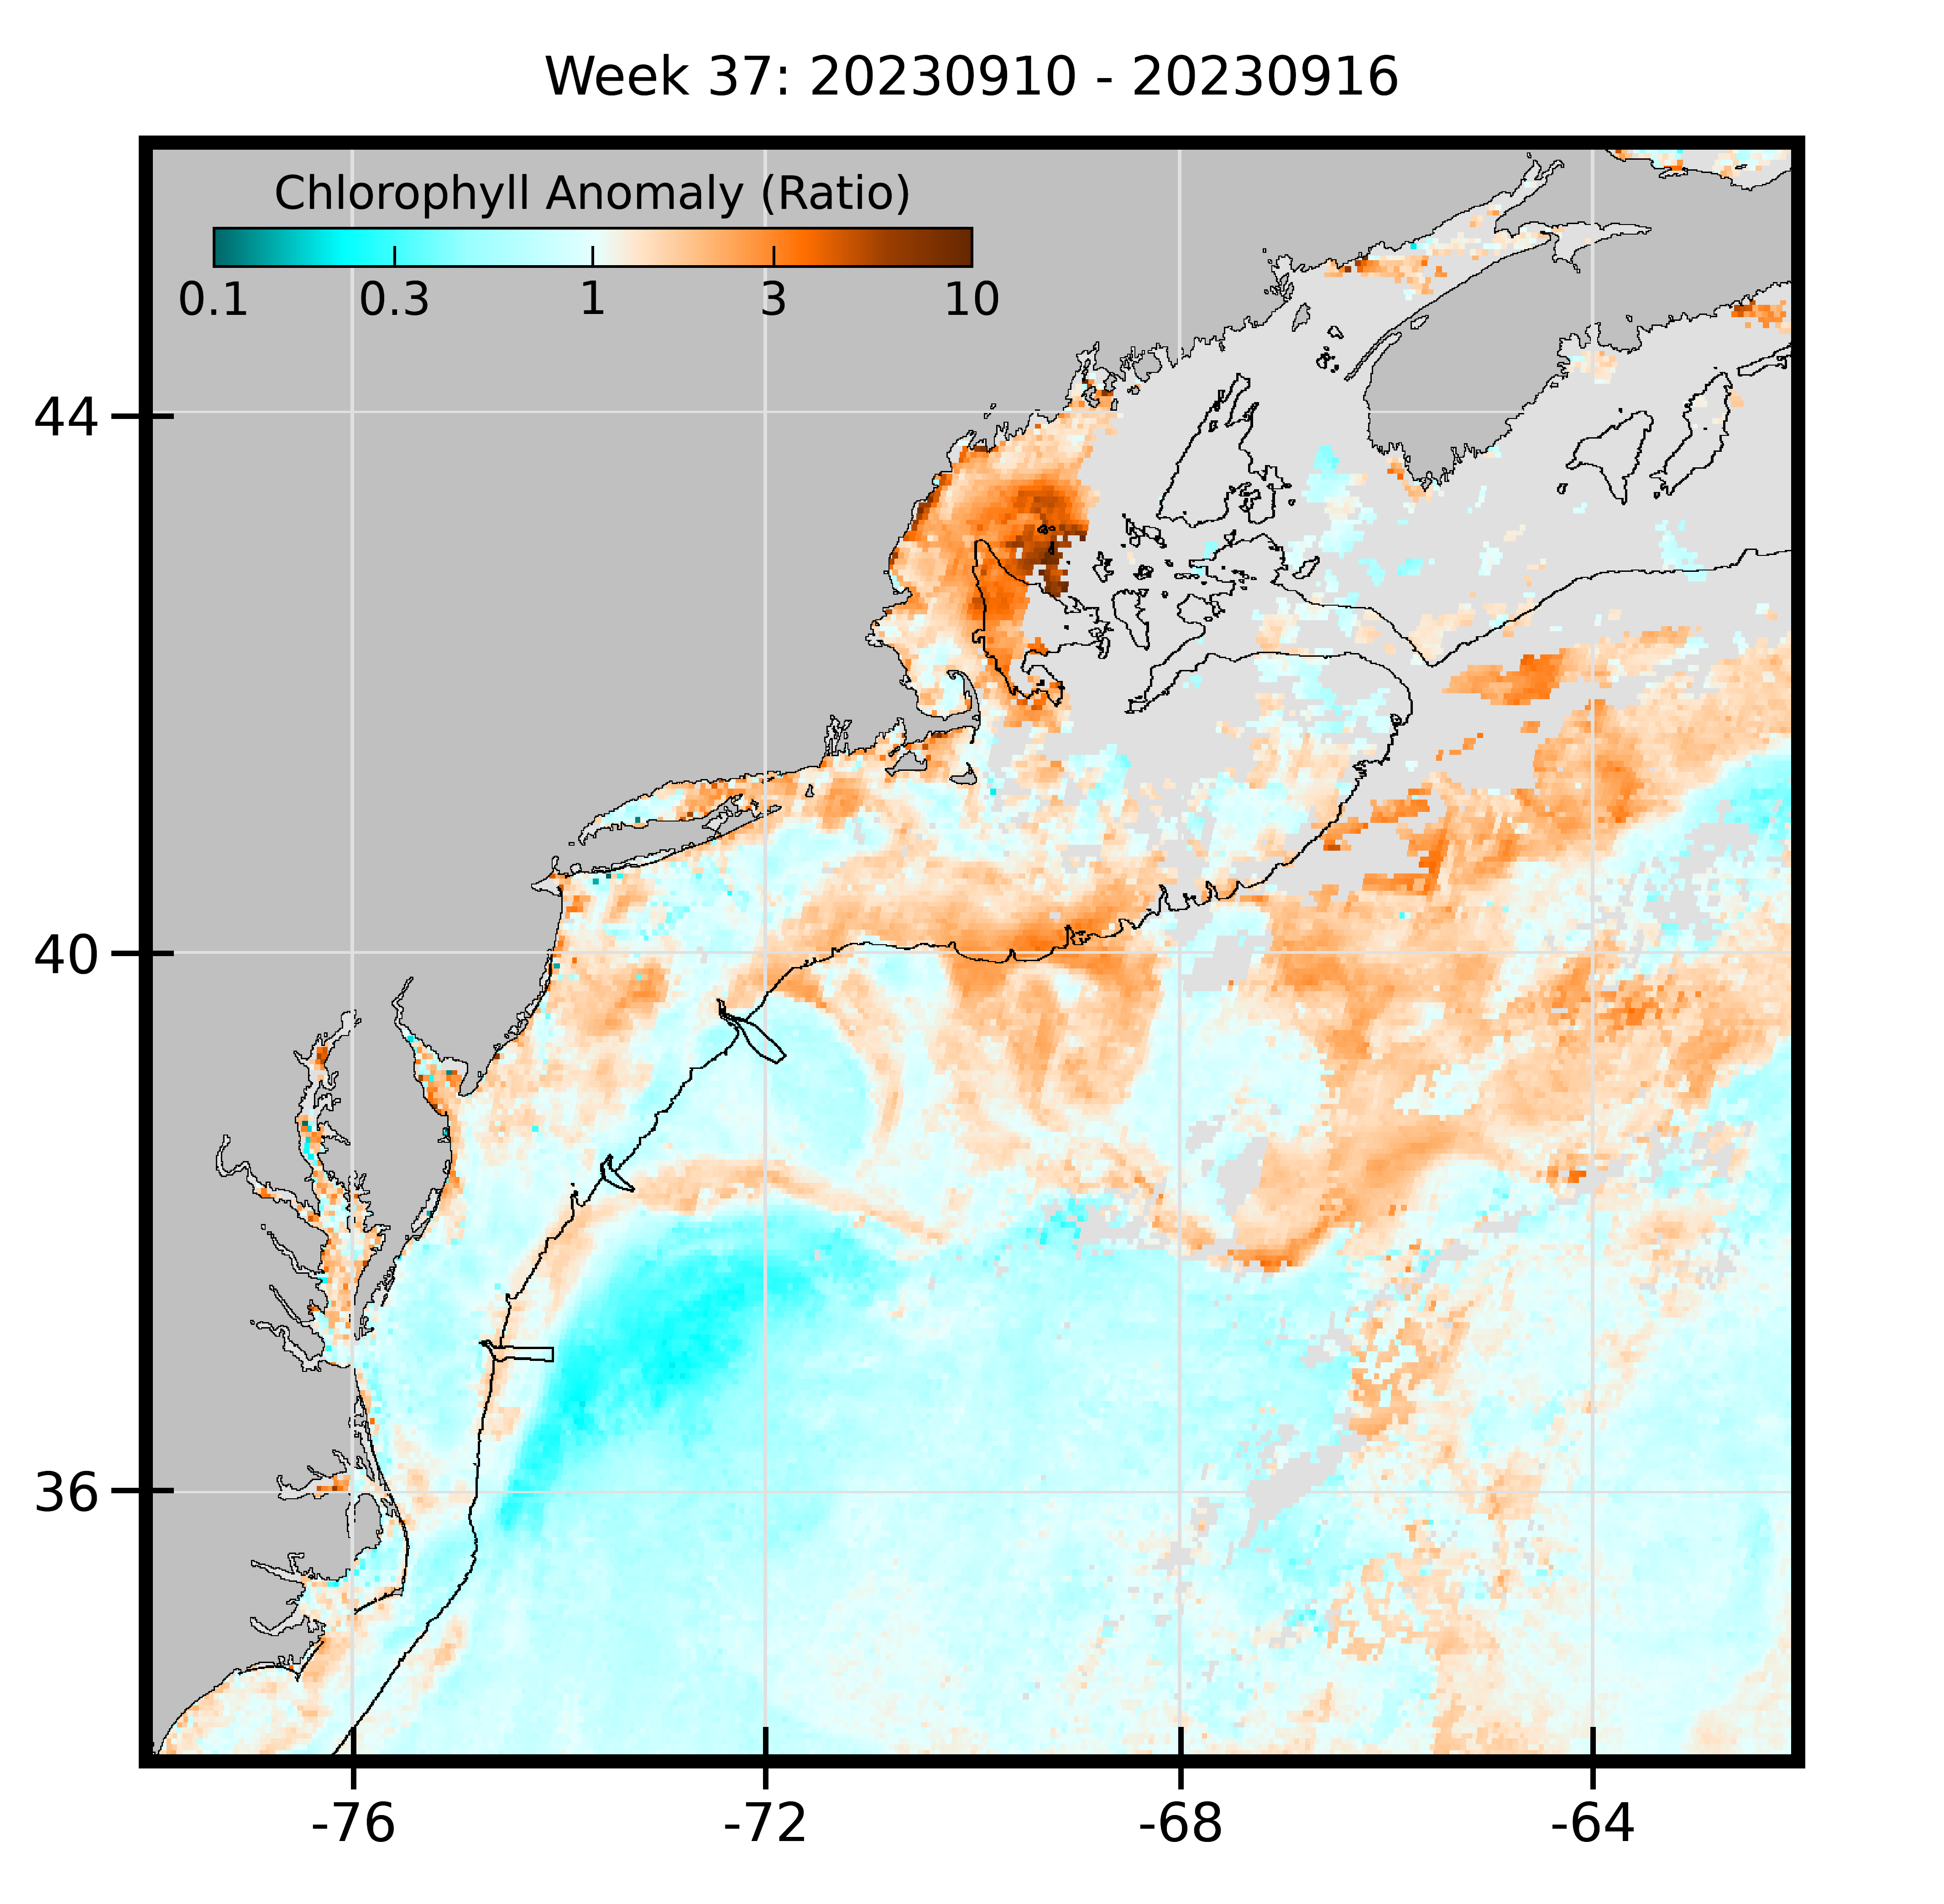 Week 37: 20230910 - 20230916
Chlorophyll Anomaly (Ratio)
0.1 0.3 1 3 10
44
40
36
-76 -72 -68 -64